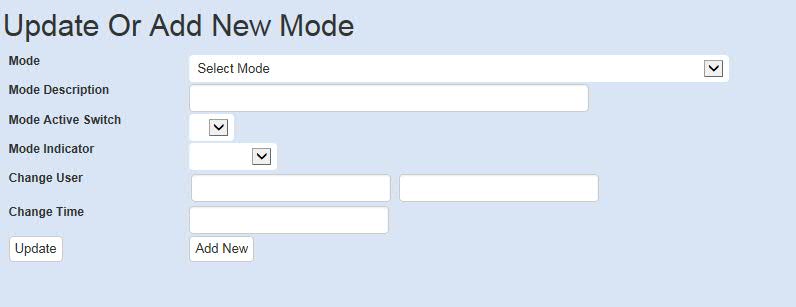 Update Or Add New Mode
Mode Select Mode
Mode Description
Mode Active Switch
Mode Indicator
Change User
Change Time
Update Add New